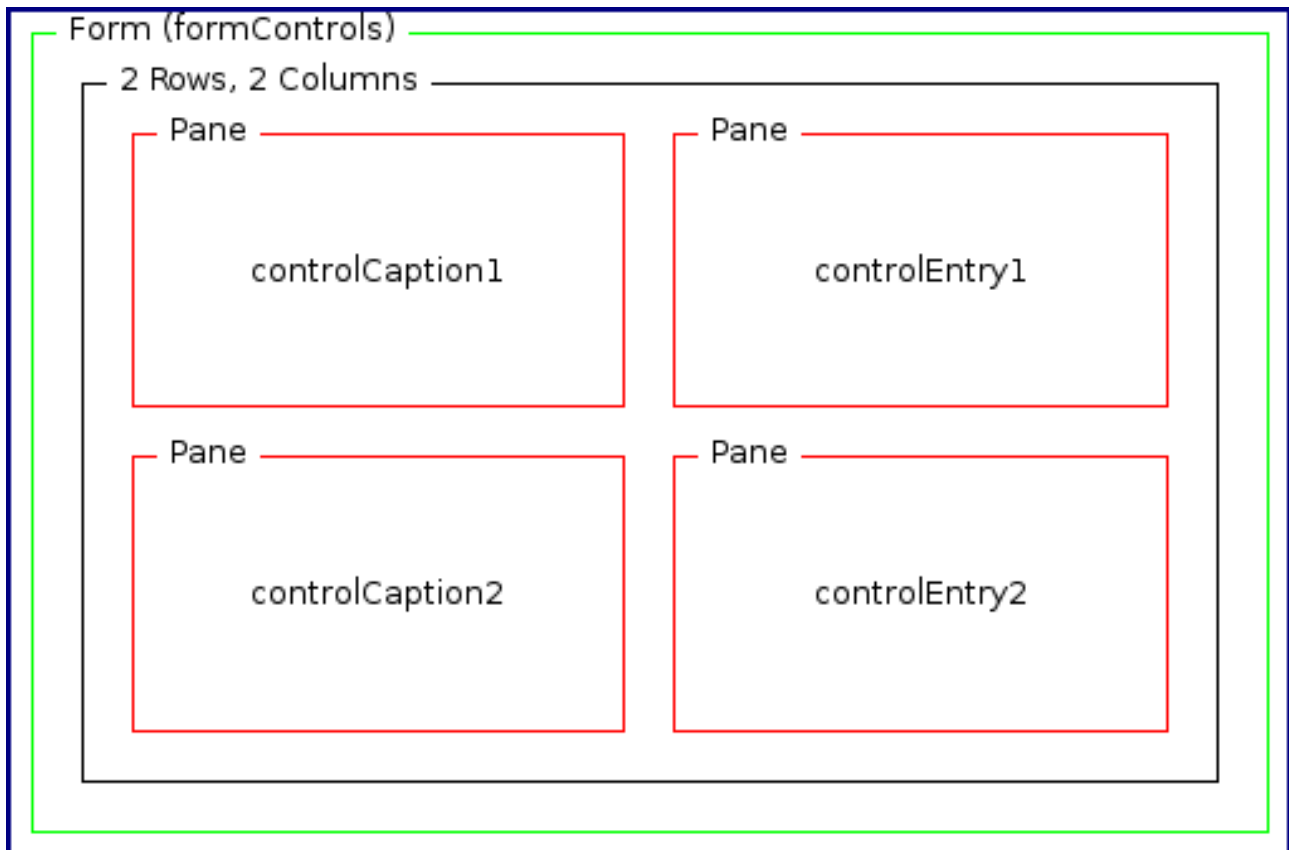 Form (formControls)
2 Rows, 2 Columns
Pane
Pane
controlCaption1
controlEntry1
Pane
Pane
controlCaption2
controlEntry2